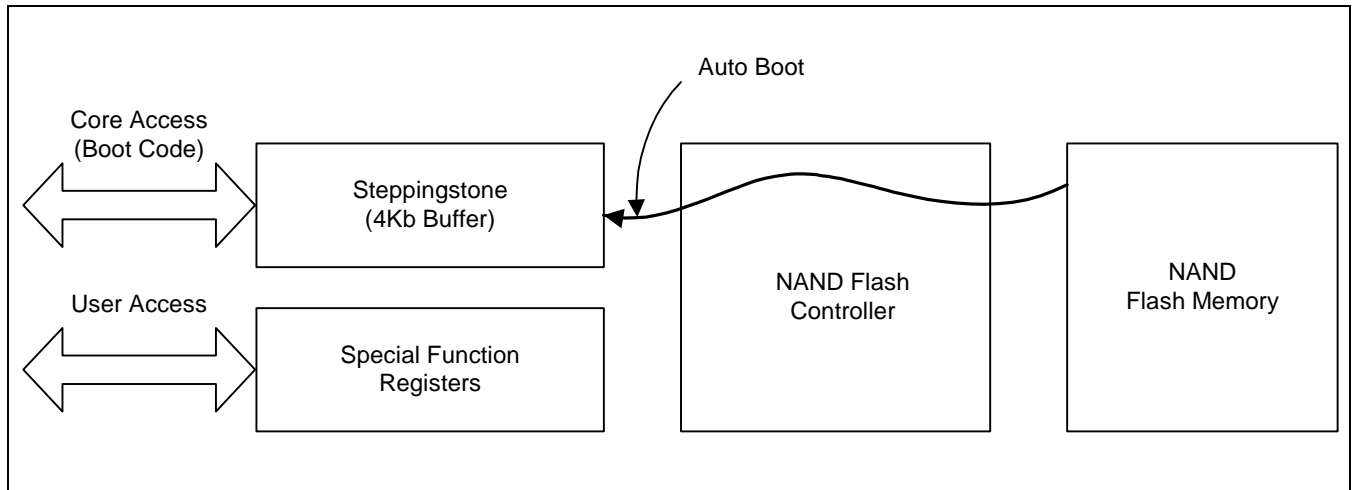 Auto Boot
Core Access
(Boot Code)
Steppingstone
(4Kb Buffer)
NAND Flash
Controller
NAND
Flash Memory
User Access
Special Function
Registers